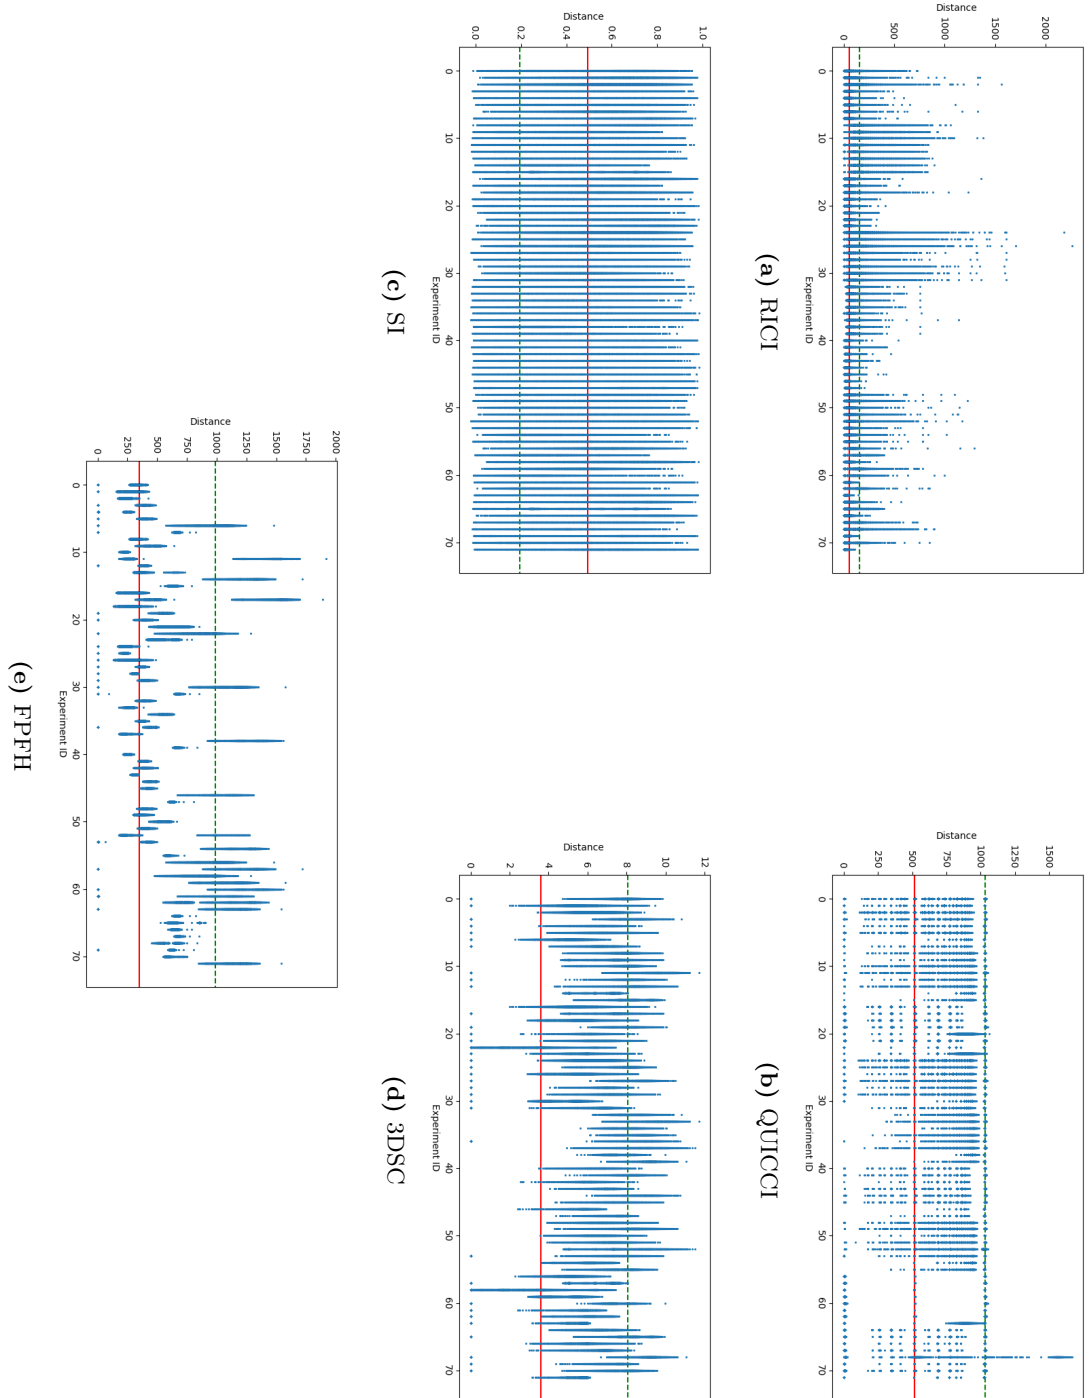 Distance
2000
1500
1000
500
0
0 10 20 30 40 50 60 70
Experiment ID
(a) RICI
Distance
1500
1250
1000
750
500
250
0
0 10 20 30 40 50 60 70
Experiment ID
(b) QUICCI
Distance
1.0
0.8
0.6
0.4
0.2
0.0
0 10 20 30 40 50 60 70
Experiment ID
(c) SI
Distance
12
10
8
6
4
2
0
0 10 20 30 40 50 60 70
Experiment ID
(d) 3DSC
Distance
2000
1750
1500
1250
1000
750
500
250
0
0 10 20 30 40 50 60 70
Experiment ID
(e) FPFH